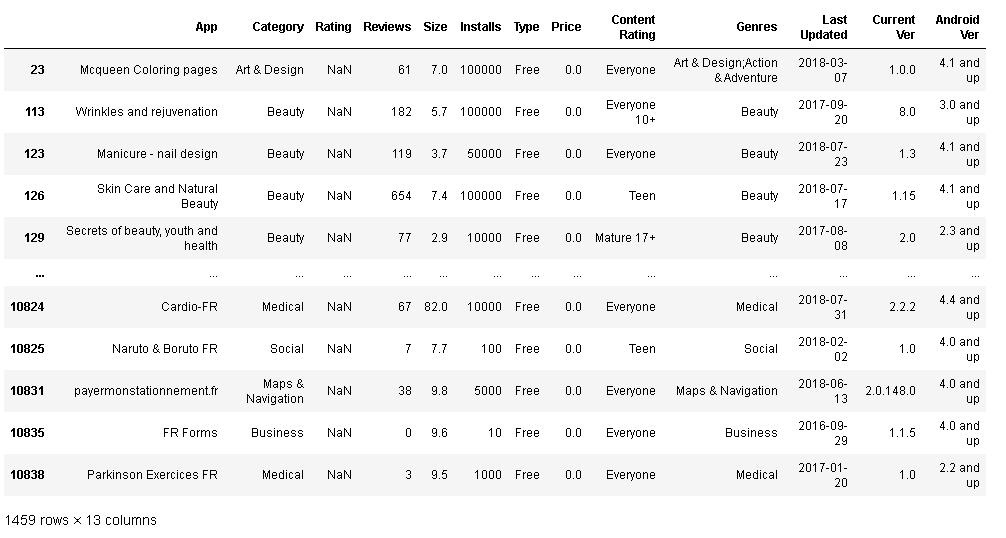 App Category Rating Reviews Size Installs Type Price Content Rating Genres Last Updated Current Ver Android Ver
23 Mcqueen Coloring pages Art & Design NaN 61 7.0 100000 Free 0.0 Everyone Art & Design;Action & Adventure 2018-03-07 1.0.0 4.1 and up
113 Wrinkles and rejuvenation Beauty NaN 182 5.7 100000 Free 0.0 Everyone 10+ Beauty 2017-09-20 8.0 3.0 and up
123 Manicure - nail design Beauty NaN 119 3.7 50000 Free 0.0 Everyone Beauty 2018-07-23 1.3 4.1 and up
126 Skin Care and Natural Beauty Beauty NaN 654 7.4 100000 Free 0.0 Teen Beauty 2018-07-17 1.15 4.1 and up
129 Secrets of beauty, youth and health Beauty NaN 77 2.9 10000 Free 0.0 Mature 17+ Beauty 2017-08-08 2.0 2.3 and up
... ... ... ... ... ... ... ... ... ... ... ... ... ...
10824 Cardio-FR Medical NaN 67 82.0 10000 Free 0.0 Everyone Medical 2018-07-31 2.2.2 4.4 and up
10825 Naruto & Boruto FR Social NaN 7 7.7 100 Free 0.0 Teen Social 2018-02-02 1.0 4.0 and up
10831 payermonstationnement.fr Maps & Navigation NaN 38 9.8 5000 Free 0.0 Everyone Maps & Navigation 2018-06-13 2.0.148.0 4.0 and up
10835 FR Forms Business NaN 0 9.6 10 Free 0.0 Everyone Business 2016-09-29 1.1.5 4.0 and up
10838 Parkinson Exercices FR Medical NaN 3 9.5 1000 Free 0.0 Everyone Medical 2017-01-20 1.0 2.2 and up
1459 rows × 13 columns